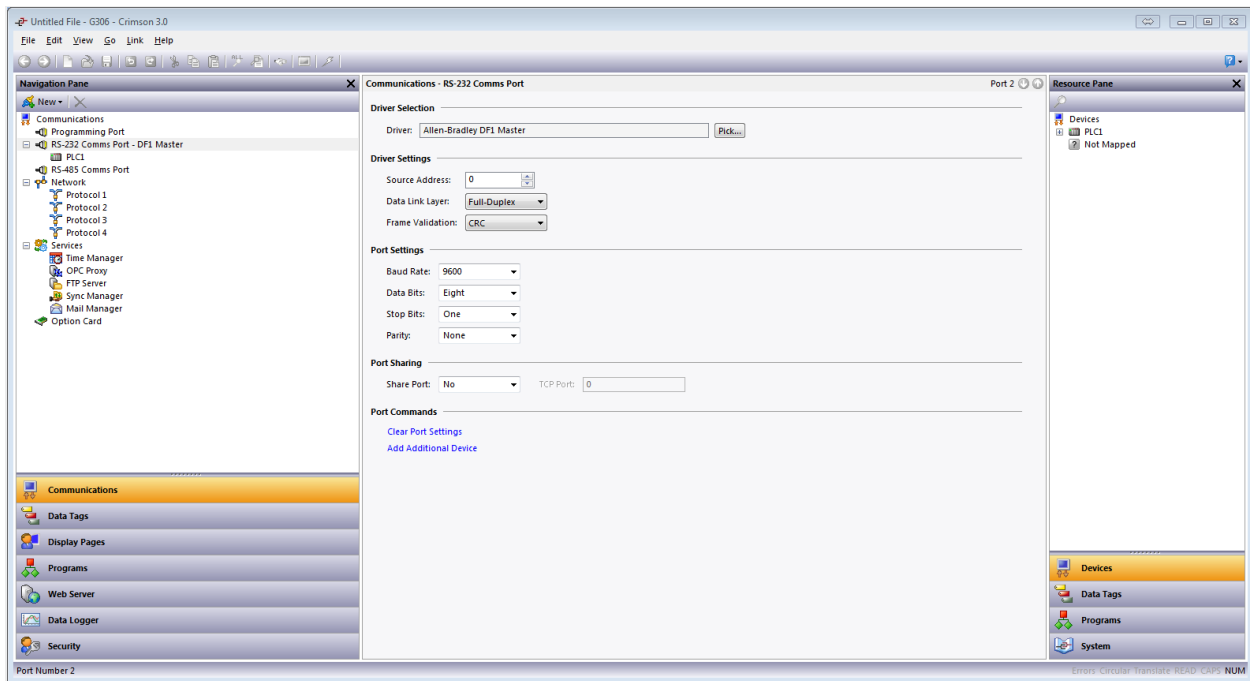 Untitled File - G306 - Crimson 3.0
File Edit View Go Link Help
Navigation Pane
New
Communications
Programming Port
RS-232 Comms Port - DF1 Master
PLC1
RS-485 Comms Port
Network
Protocol 1
Protocol 2
Protocol 3
Protocol 4
Services
Time Manager
OPC Proxy
FTP Server
Sync Manager
Mail Manager
Option Card
Communications
Data Tags
Display Pages
Programs
Web Server
Data Logger
Security
Communications - RS-232 Comms Port Port 2
Driver Selection
Driver: Allen-Bradley DF1 Master Pick...
Driver Settings
Source Address: 0
Data Link Layer: Full-Duplex
Frame Validation: CRC
Port Settings
Baud Rate: 9600
Data Bits: Eight
Stop Bits: One
Parity: None
Port Sharing
Share Port: No TCP Port: 0
Port Commands
Clear Port Settings
Add Additional Device
Resource Pane
Devices
PLC1
Not Mapped
Devices
Data Tags
Programs
System
Port Number 2 Errors Circular Translate READ CAPS NUM